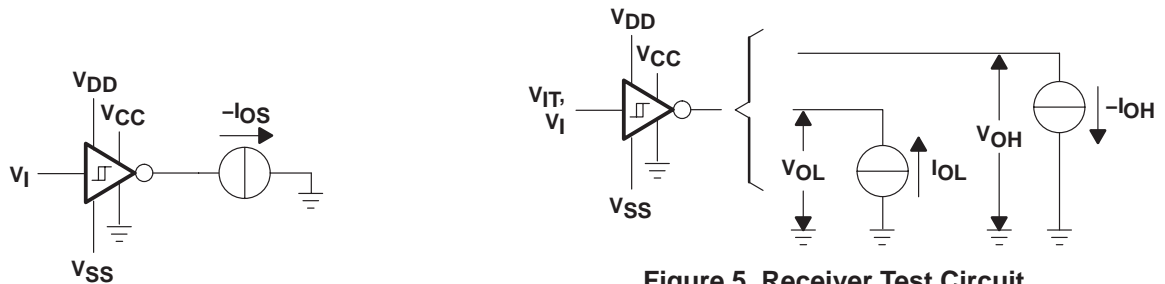 VDD
VCC
–IOS
VI
VSS
VDD
VCC
VIT,
VI
VSS
VOL
IOL
VOH
–IOH
Figure 5. Receiver Test Circuit